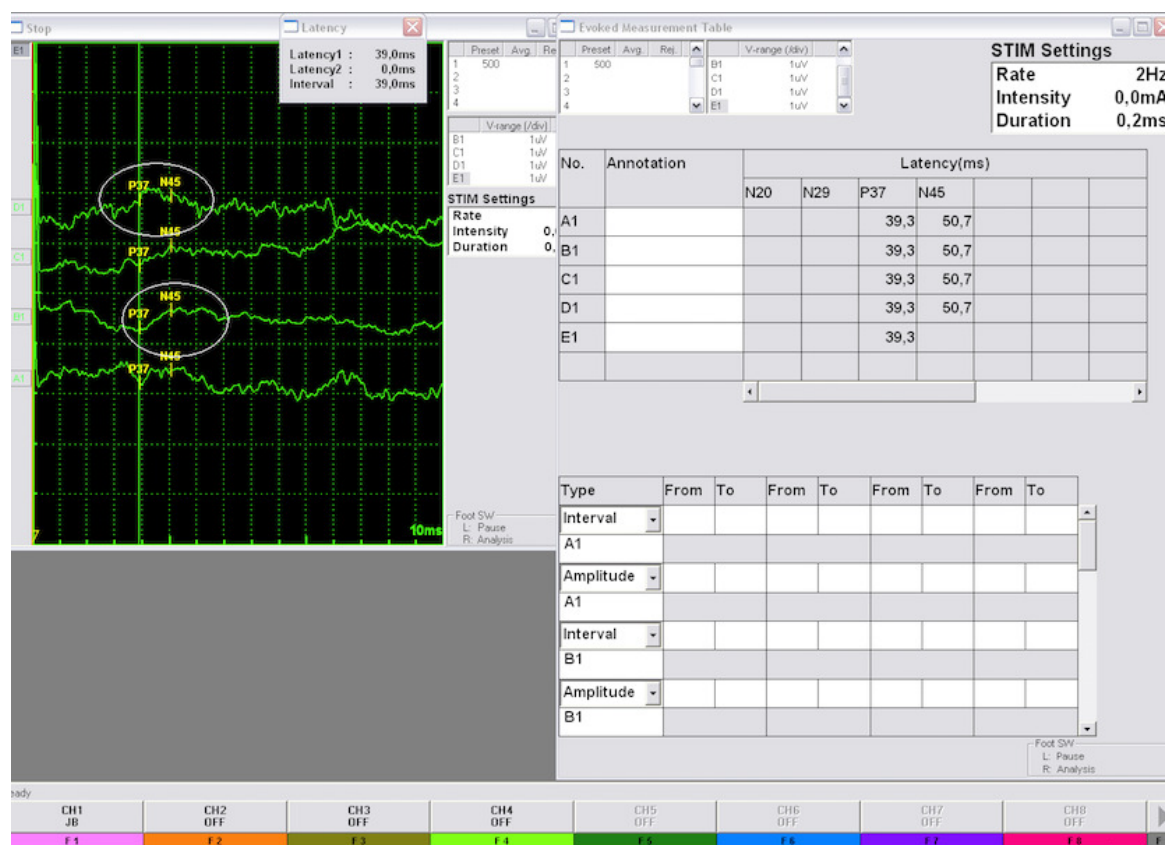 Stop
E1
D1
C1
B1
A1
P37 N45
N45
P37
N45
P37
N45
P37
7
10ms
Latency
Latency1 : 39,0ms
Latency2 : 0,0ms
Interval : 39,0ms
Preset Avg. Re
1 500
2
3
4
V-range (/div)
B1 1uV
C1 1uV
D1 1uV
E1 1uV
STIM Settings
Rate
Intensity 0,
Duration 0,
Foot SW
L: Pause
R: Analysis
Evoked Measurement Table
Preset Avg. Rej.
1 500
2
3
4
V-range (/div)
B1 1uV
C1 1uV
D1 1uV
E1 1uV
STIM Settings
Rate 2Hz
Intensity 0,0mA
Duration 0,2ms
No. Annotation Latency(ms)
N20 N29 P37 N45
A1 39,3 50,7
B1 39,3 50,7
C1 39,3 50,7
D1 39,3 50,7
E1 39,3
Type From To From To From To From To
Interval
A1
Amplitude
A1
Interval
B1
Amplitude
B1
Foot SW
L: Pause
R: Analysis
eady
CH1 CH2 CH3 CH4 CH5 CH6 CH7 CH8
JB OFF OFF OFF OFF OFF OFF OFF
F1 F2 F3 F4 F5 F6 F7 F8 F